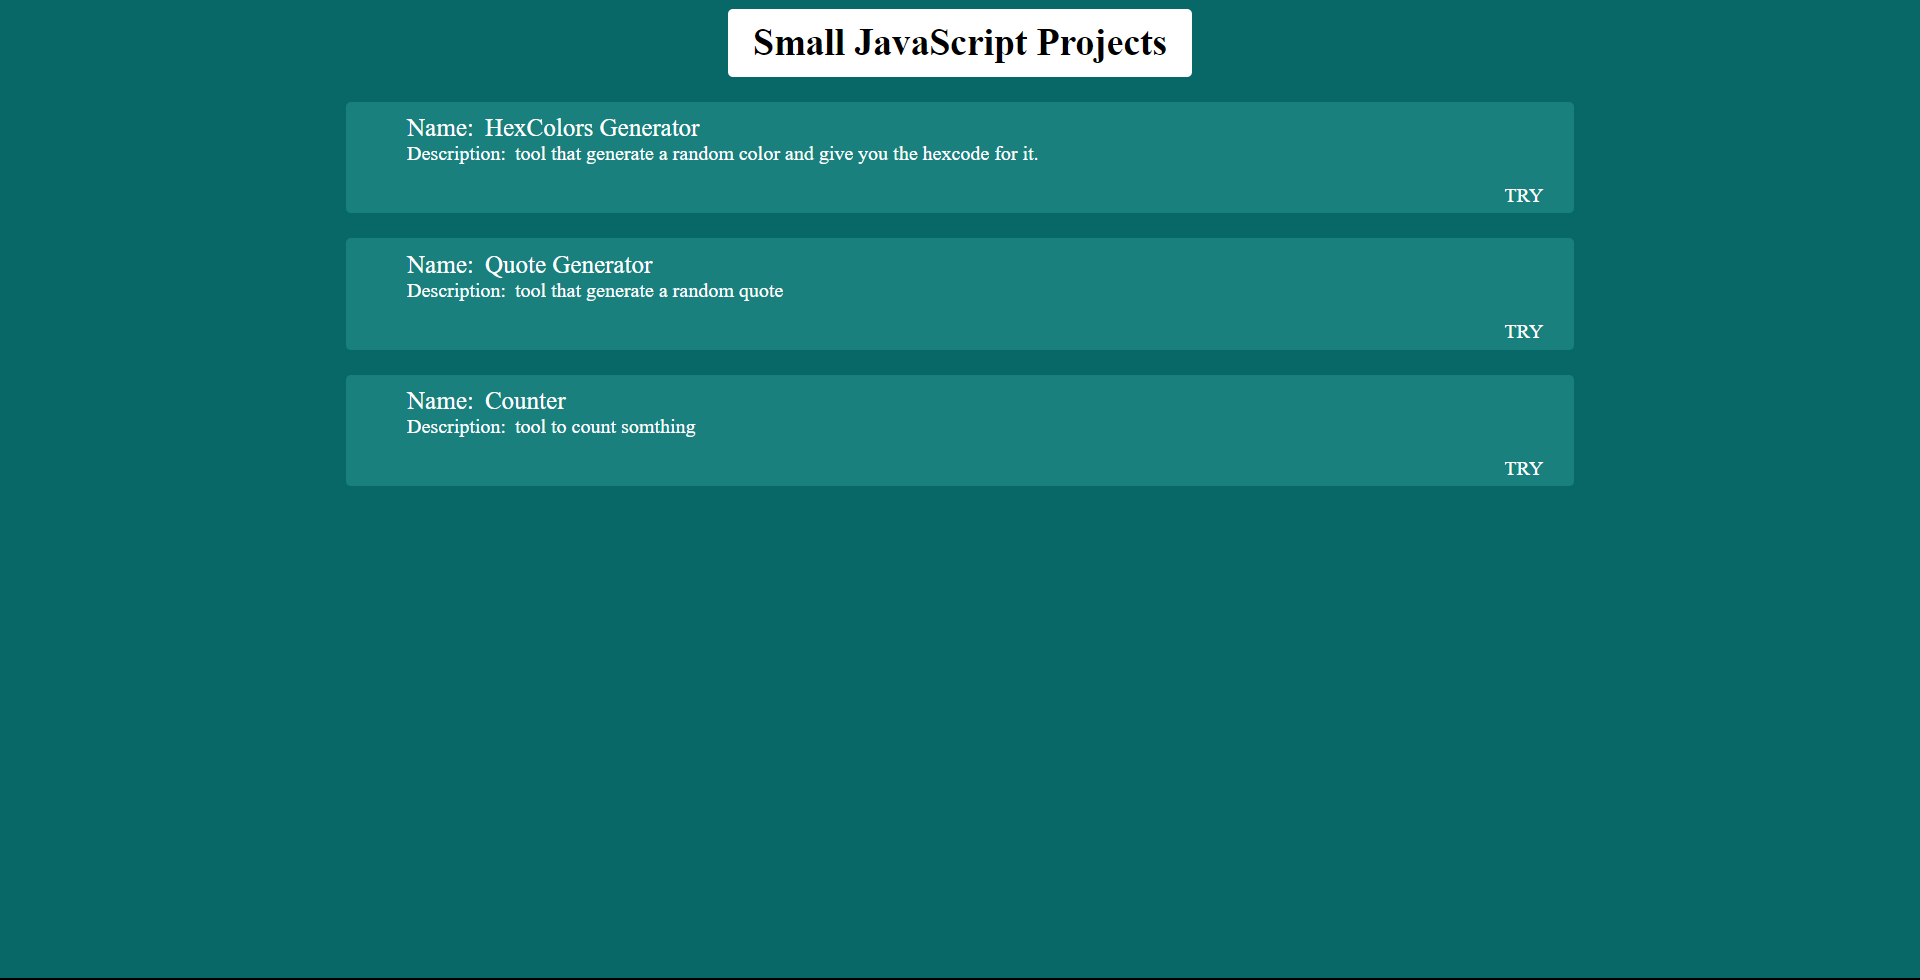 Small JavaScript Projects
Name: HexColors Generator
Description: tool that generate a random color and give you the hexcode for it.
TRY
Name: Quote Generator
Description: tool that generate a random quote
TRY
Name: Counter
Description: tool to count somthing
TRY